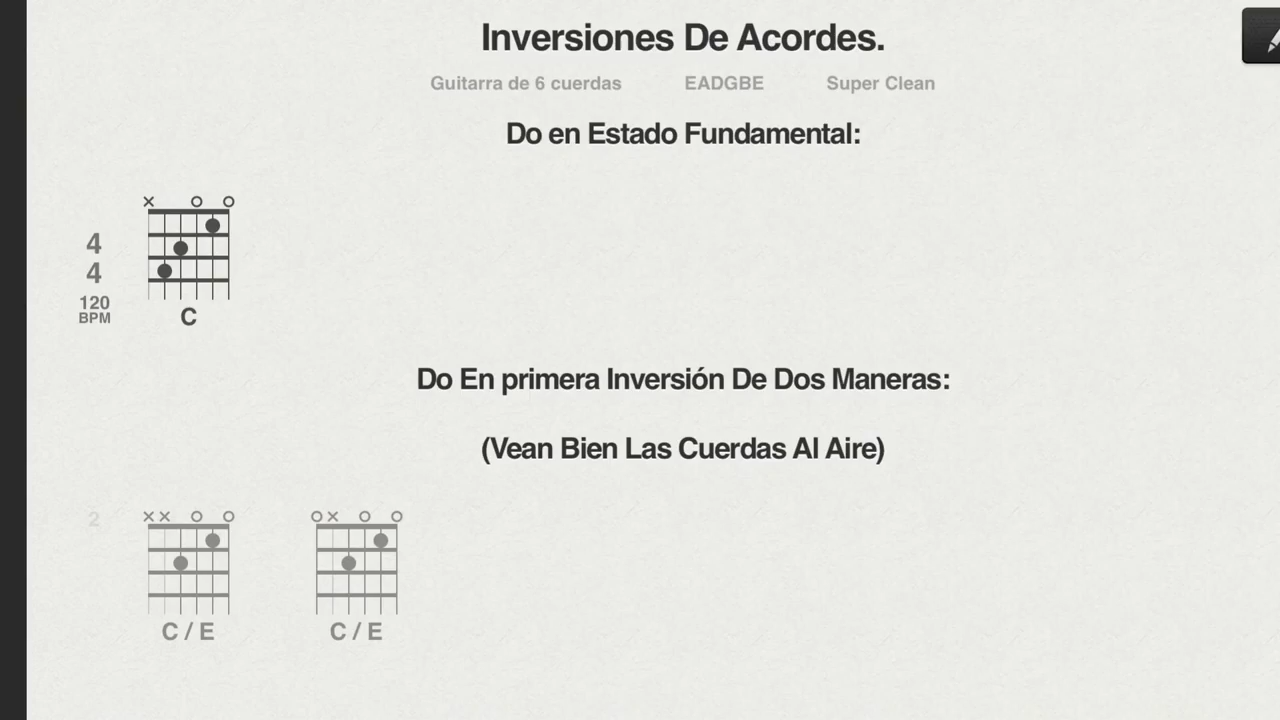 Inversiones De Acordes.
Guitarra de 6 cuerdas EADGBE Super Clean
Do en Estado Fundamental:
4
4
120
BPM
C
Do En primera Inversión De Dos Maneras:
(Vean Bien Las Cuerdas Al Aire)
2
C / E C / E